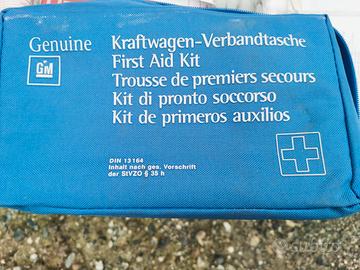 Genuine
GM
Kraftwagen-Verbandtasche
First Aid Kit
Trousse de premiers secours
Kit di pronto soccorso
Kit de primeros auxilios
DIN 13164
Inhalt nach ges. Vorschrift
der StVZO § 35 h
subito